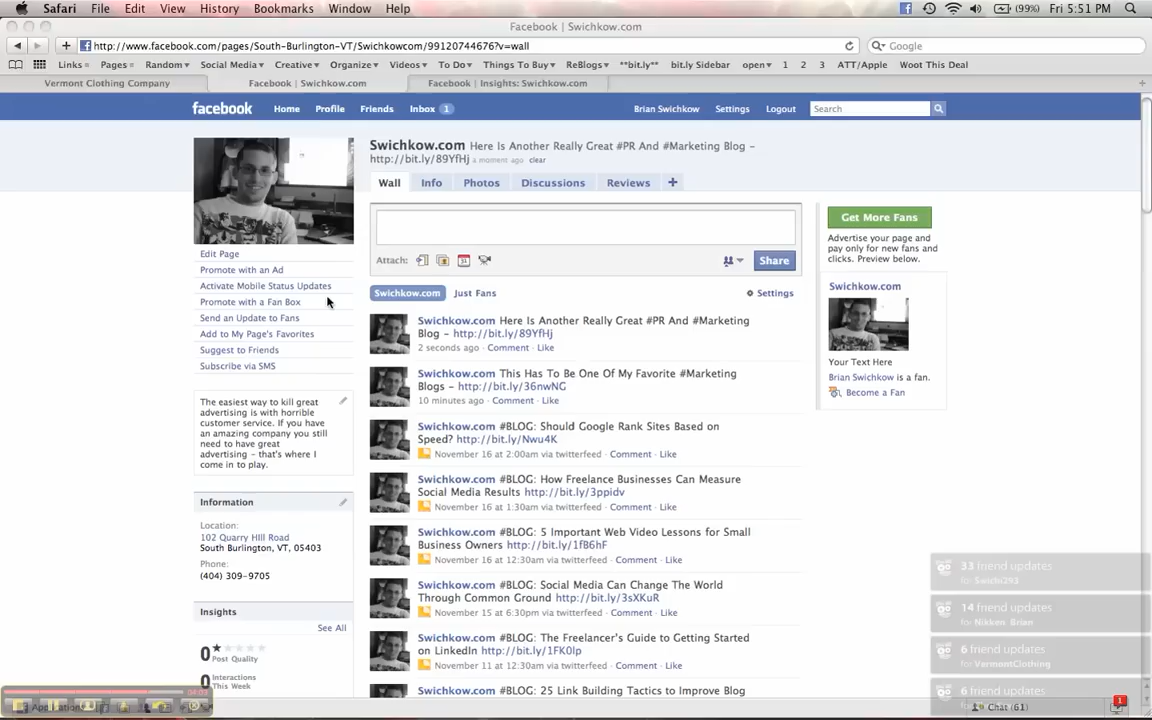 Safari File Edit View History Bookmarks Window Help (99%) Fri 5:51 PM
Facebook | Swichkow.com
http://www.facebook.com/pages/South-Burlington-VT/Swichkowcom/99120744676?v=wall Google
Links Pages Random Social Media Creative Organize Videos To Do Things To Buy ReBlogs **bit.ly** bit.ly Sidebar open 1 2 3 ATT/Apple Woot This Deal
Vermont Clothing Company Facebook | Swichkow.com Facebook | Insights: Swichkow.com
facebook Home Profile Friends Inbox 1 Brian Swichkow Settings Logout Search
Swichkow.com Here Is Another Really Great #PR And #Marketing Blog –
http://bit.ly/89YfHj a moment ago clear
Wall Info Photos Discussions Reviews +
Edit Page
Promote with an Ad
Activate Mobile Status Updates
Promote with a Fan Box
Send an Update to Fans
Add to My Page's Favorites
Suggest to Friends
Subscribe via SMS
The easiest way to kill great
advertising is with horrible
customer service. If you have
an amazing company you still
need to have great
advertising – that's where I
come in to play.
Information
Location:
102 Quarry Hill Road
South Burlington, VT, 05403
Phone:
(404) 309-9705
Insights
See All
0 Post Quality
0 Interactions
This Week
Attach: 31 Share
Swichkow.com Just Fans Settings
Swichkow.com Here Is Another Really Great #PR And #Marketing
Blog – http://bit.ly/89YfHj
2 seconds ago · Comment · Like
Swichkow.com This Has To Be One Of My Favorite #Marketing
Blogs – http://bit.ly/36nwNG
10 minutes ago · Comment · Like
Swichkow.com #BLOG: Should Google Rank Sites Based on
Speed? http://bit.ly/Nwu4K
November 16 at 2:00am via twitterfeed · Comment · Like
Swichkow.com #BLOG: How Freelance Businesses Can Measure
Social Media Results http://bit.ly/3ppidv
November 16 at 1:30am via twitterfeed · Comment · Like
Swichkow.com #BLOG: 5 Important Web Video Lessons for Small
Business Owners http://bit.ly/1fB6hF
November 16 at 12:30am via twitterfeed · Comment · Like
Swichkow.com #BLOG: Social Media Can Change The World
Through Common Ground http://bit.ly/3sXKuR
November 15 at 6:30pm via twitterfeed · Comment · Like
Swichkow.com #BLOG: The Freelancer's Guide to Getting Started
on LinkedIn http://bit.ly/1FK0lp
November 11 at 12:30am via twitterfeed · Comment · Like
Swichkow.com #BLOG: 25 Link Building Tactics to Improve Blog
Get More Fans
Advertise your page and
pay only for new fans and
clicks. Preview below.
Swichkow.com
Your Text Here
Brian Swichkow is a fan.
Become a Fan
33 friend updates
for Swichi293
14 friend updates
for Nikken_Brian
6 friend updates
for VermontClothing
6 friend updates
Applications
Chat (61) 1